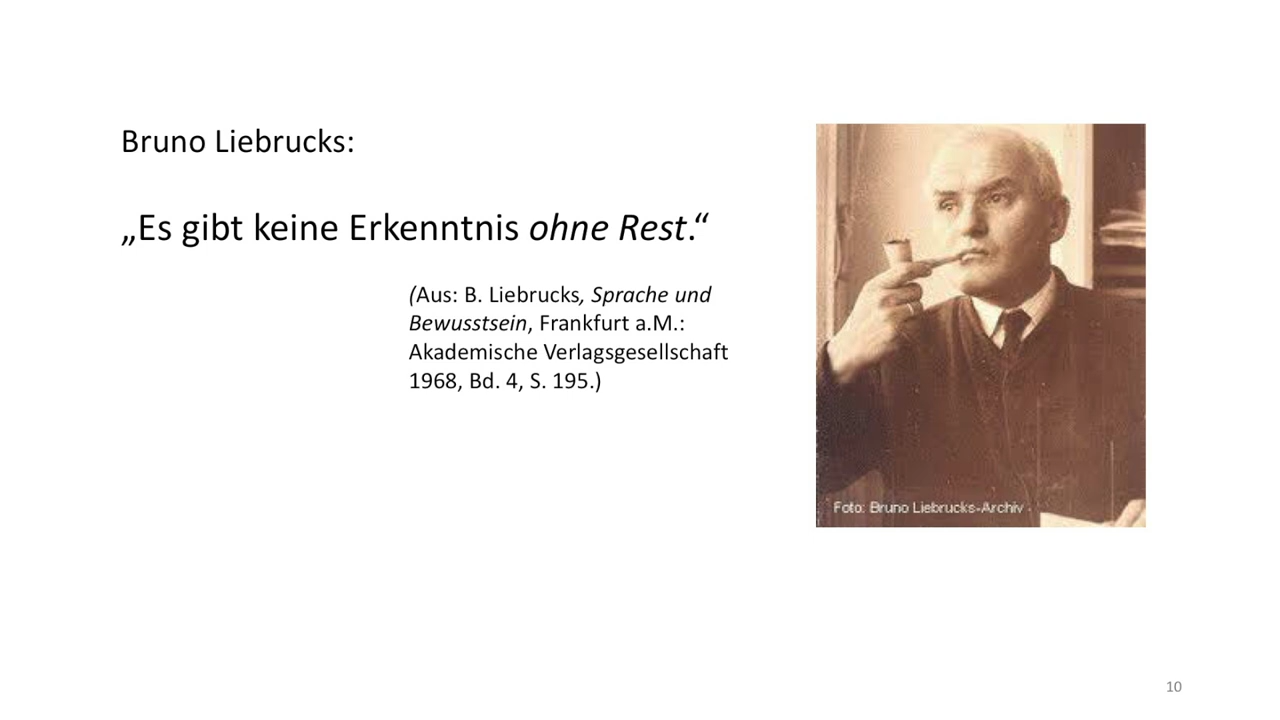 Bruno Liebrucks:
„Es gibt keine Erkenntnis ohne Rest.“
(Aus: B. Liebrucks, Sprache und
Bewusstsein, Frankfurt a.M.:
Akademische Verlagsgesellschaft
1968, Bd. 4, S. 195.)
Foto: Bruno Liebrucks-Archiv
10